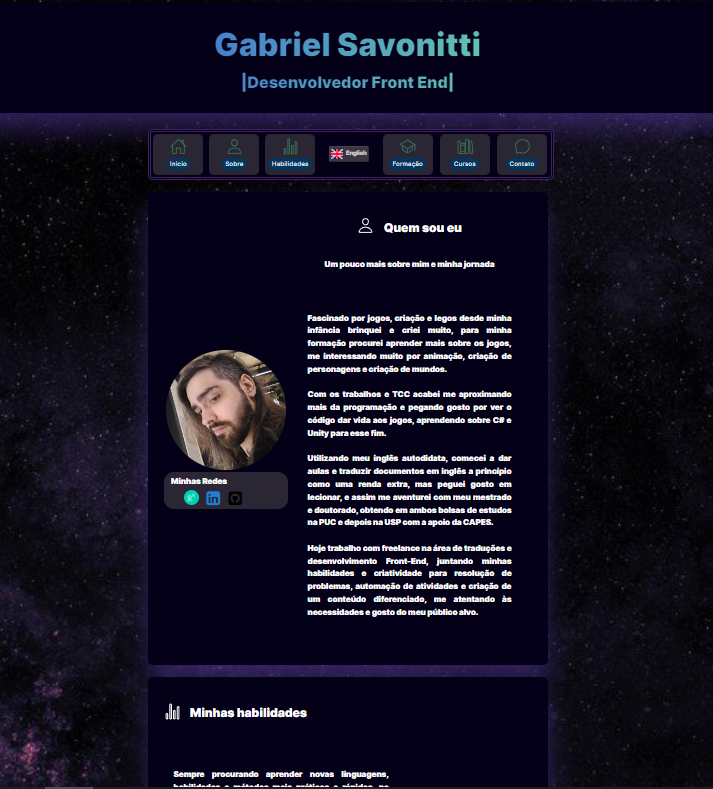 Gabriel Savonitti
|Desenvolvedor Front End|
Início
Sobre
Habilidades
English
Formação
Cursos
Contato
Quem sou eu
Um pouco mais sobre mim e minha jornada
Fascinado por jogos, criação e legos desde minha
infância brinquei e criei muito, para minha
formação procurei aprender mais sobre os jogos,
me interessando muito por animação, criação de
personagens e criação de mundos.
Com os trabalhos e TCC acabei me aproximando
mais da programação e pegando gosto por ver o
código dar vida aos jogos, aprendendo sobre C# e
Unity para esse fim.
Utilizando meu inglês autodidata, comecei a dar
aulas e traduzir documentos em inglês a princípio
como uma renda extra, mas peguei gosto em
lecionar, e assim me aventurei com meu mestrado
e doutorado, obtendo em ambos bolsas de estudos
na PUC e depois na USP com a apoio da CAPES.
Hoje trabalho com freelance na área de traduções e
desenvolvimento Front-End, juntando minhas
habilidades e criatividade para resolução de
problemas, automação de atividades e criação de
um conteúdo diferenciado, me atentando às
necessidades e gosto do meu público alvo.
Minhas Redes
in
Minhas habilidades
Sempre procurando aprender novas linguagens,